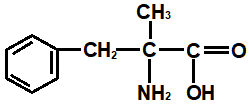 CH₃
CH₂ C C O
NH₂ OH